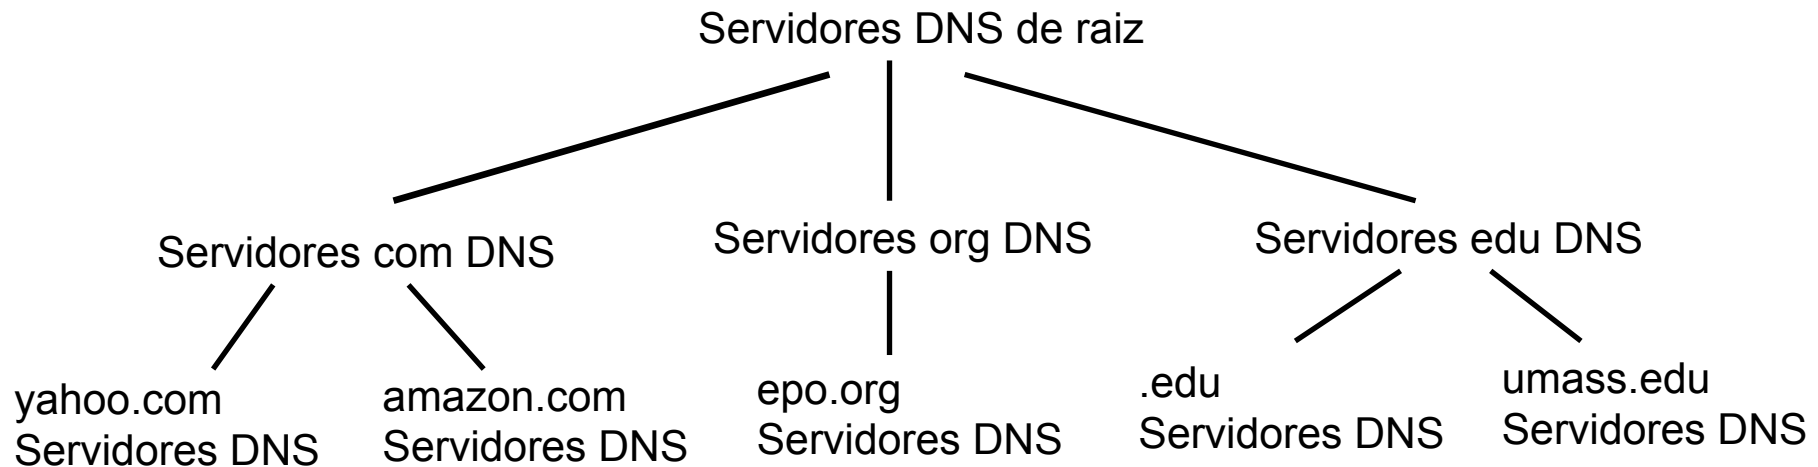 Servidores DNS de raiz
Servidores com DNS
Servidores org DNS
Servidores edu DNS
yahoo.com
Servidores DNS
amazon.com
Servidores DNS
epo.org
Servidores DNS
.edu
Servidores DNS
umass.edu
Servidores DNS